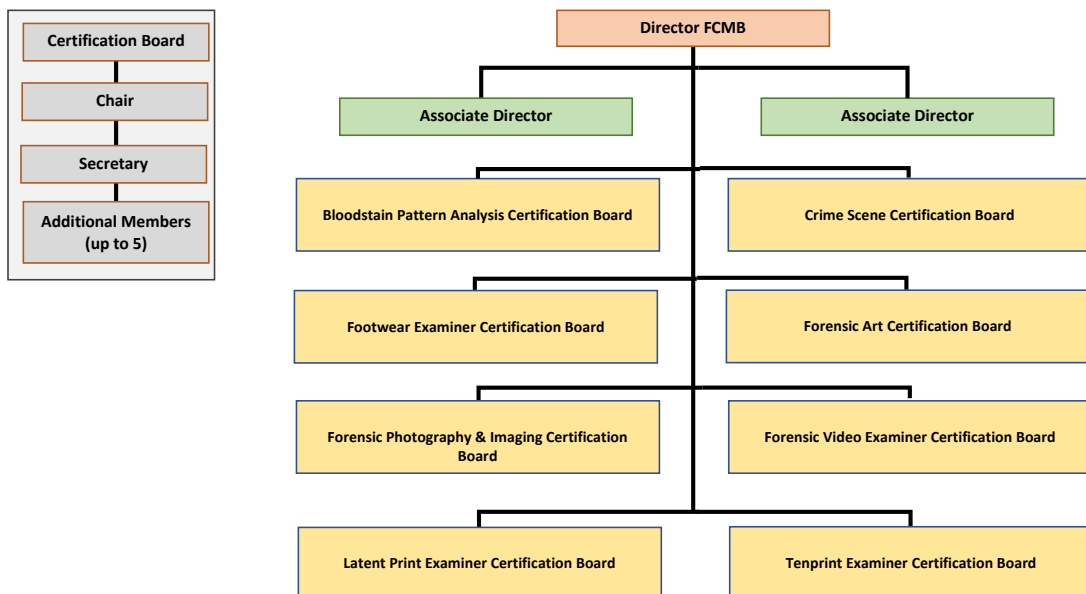 Certification Board
Chair
Secretary
Additional Members
(up to 5)
Director FCMB
Associate Director
Associate Director
Bloodstain Pattern Analysis Certification Board
Crime Scene Certification Board
Footwear Examiner Certification Board
Forensic Art Certification Board
Forensic Photography & Imaging Certification
Board
Forensic Video Examiner Certification Board
Latent Print Examiner Certification Board
Tenprint Examiner Certification Board